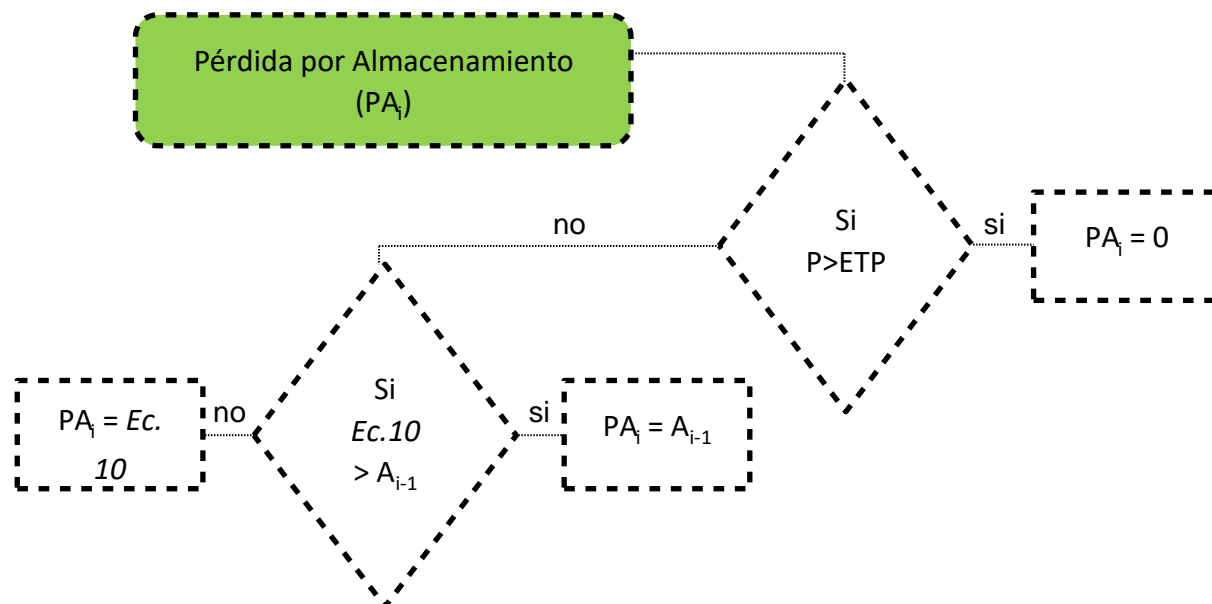 Pérdida por Almacenamiento
(PAᵢ)
Si
P>ETP
si
PAᵢ = 0
no
Si
Ec.10
> Aᵢ₋₁
no
PAᵢ = Ec.
10
si
PAᵢ = Aᵢ₋₁